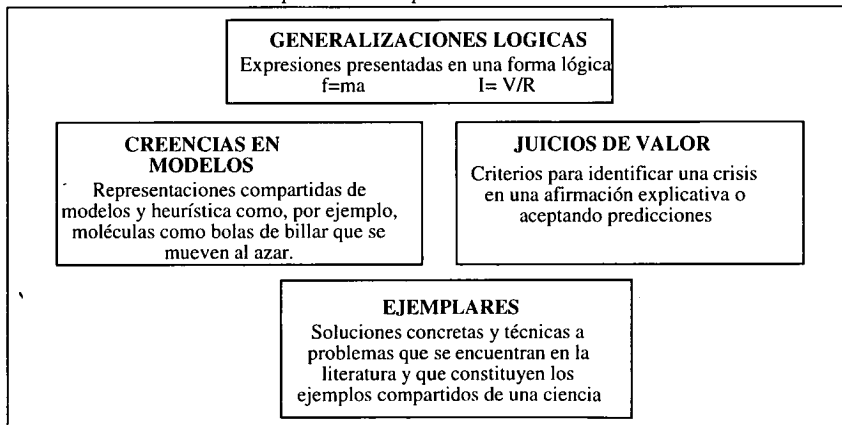 GENERALIZACIONES LOGICAS
Expresiones presentadas en una forma lógica
f=ma I= V/R
CREENCIAS EN
MODELOS
Representaciones compartidas de
modelos y heurística como, por ejemplo,
moléculas como bolas de billar que se
mueven al azar.
JUICIOS DE VALOR
Criterios para identificar una crisis
en una afirmación explicativa o
aceptando predicciones
EJEMPLARES
Soluciones concretas y técnicas a
problemas que se encuentran en la
literatura y que constituyen los
ejemplos compartidos de una ciencia